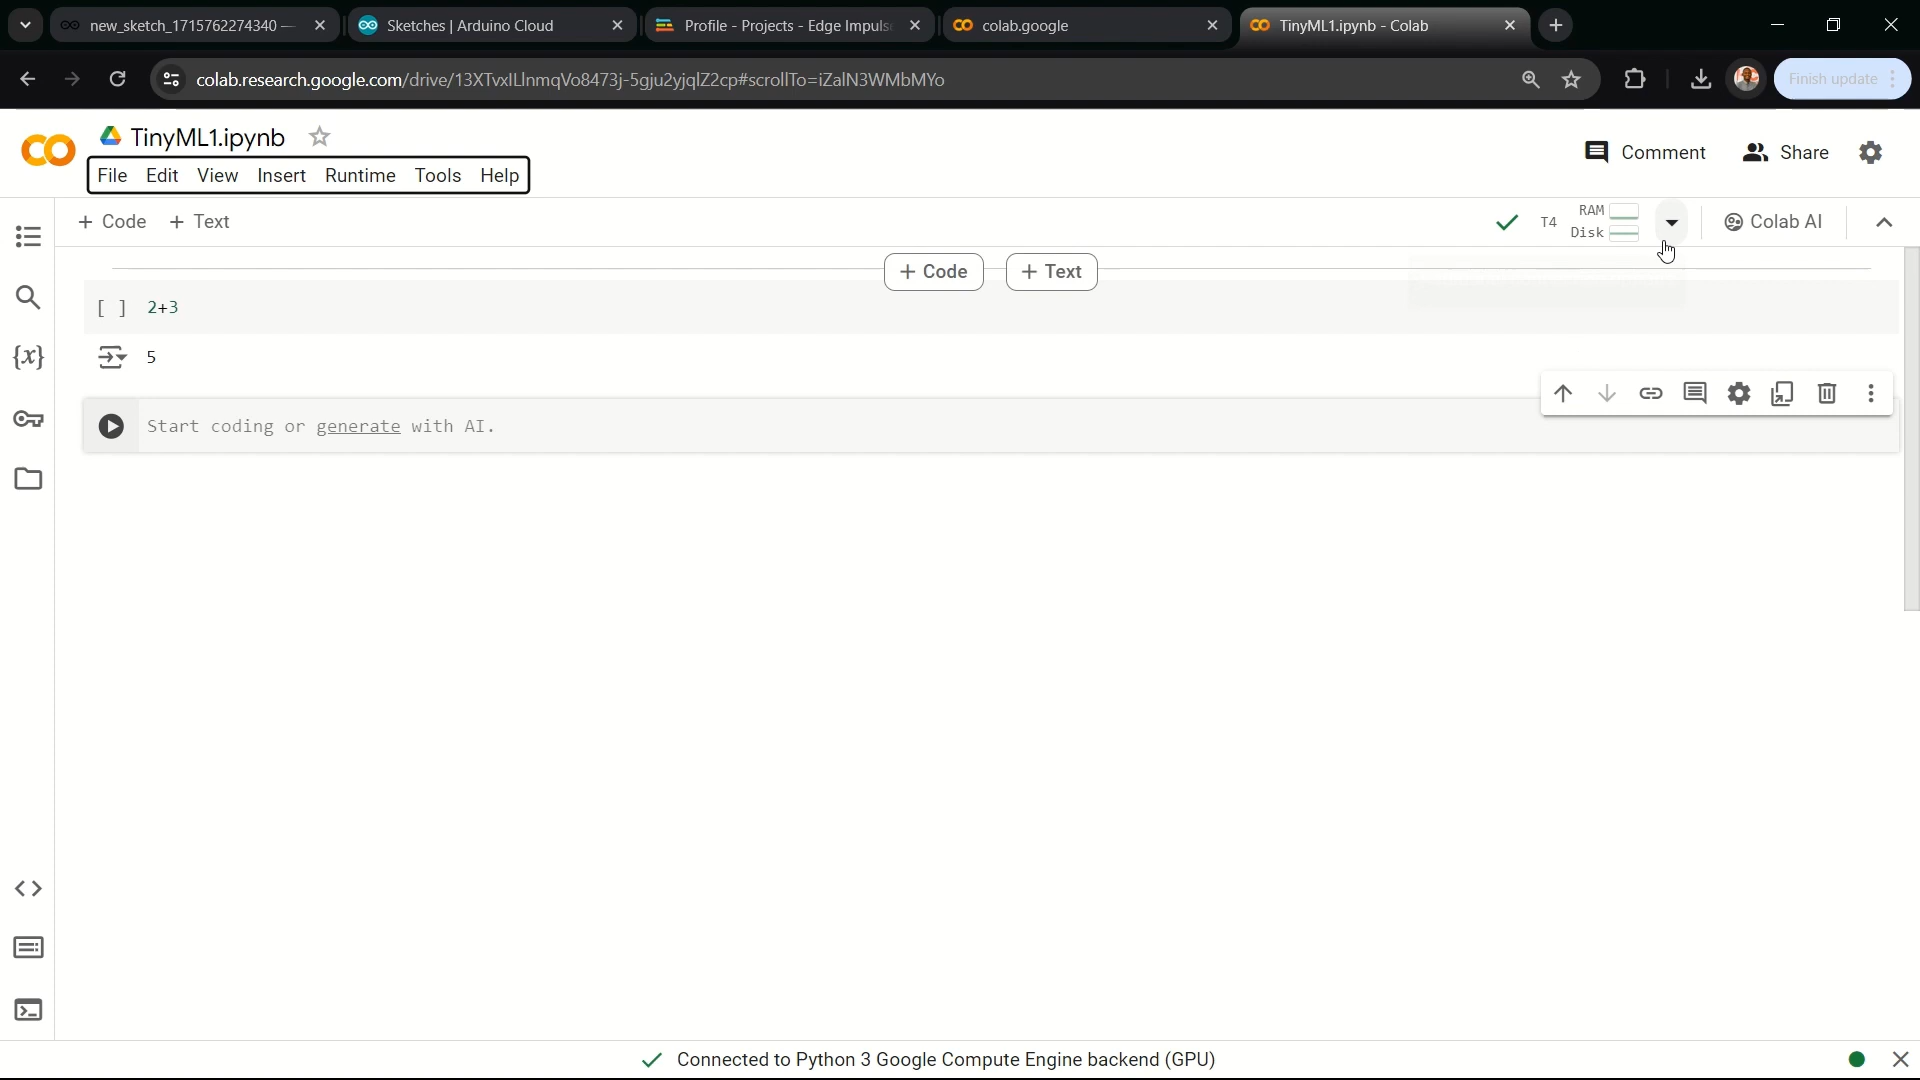 new_sketch_1715762274340 —
Sketches | Arduino Cloud
Profile - Projects - Edge Impuls
colab.google
TinyML1.ipynb - Colab
colab.research.google.com/drive/13XTvxlLlnmqVo8473j-5gju2yjqlZ2cp#scrollTo=iZalN3WMbMYo
Finish update
TinyML1.ipynb
File Edit View Insert Runtime Tools Help
Comment
Share
+ Code + Text
T4
RAM
Disk
Colab AI
+ Code + Text
[ ] 2+3
5
Start coding or generate with AI.
Connected to Python 3 Google Compute Engine backend (GPU)